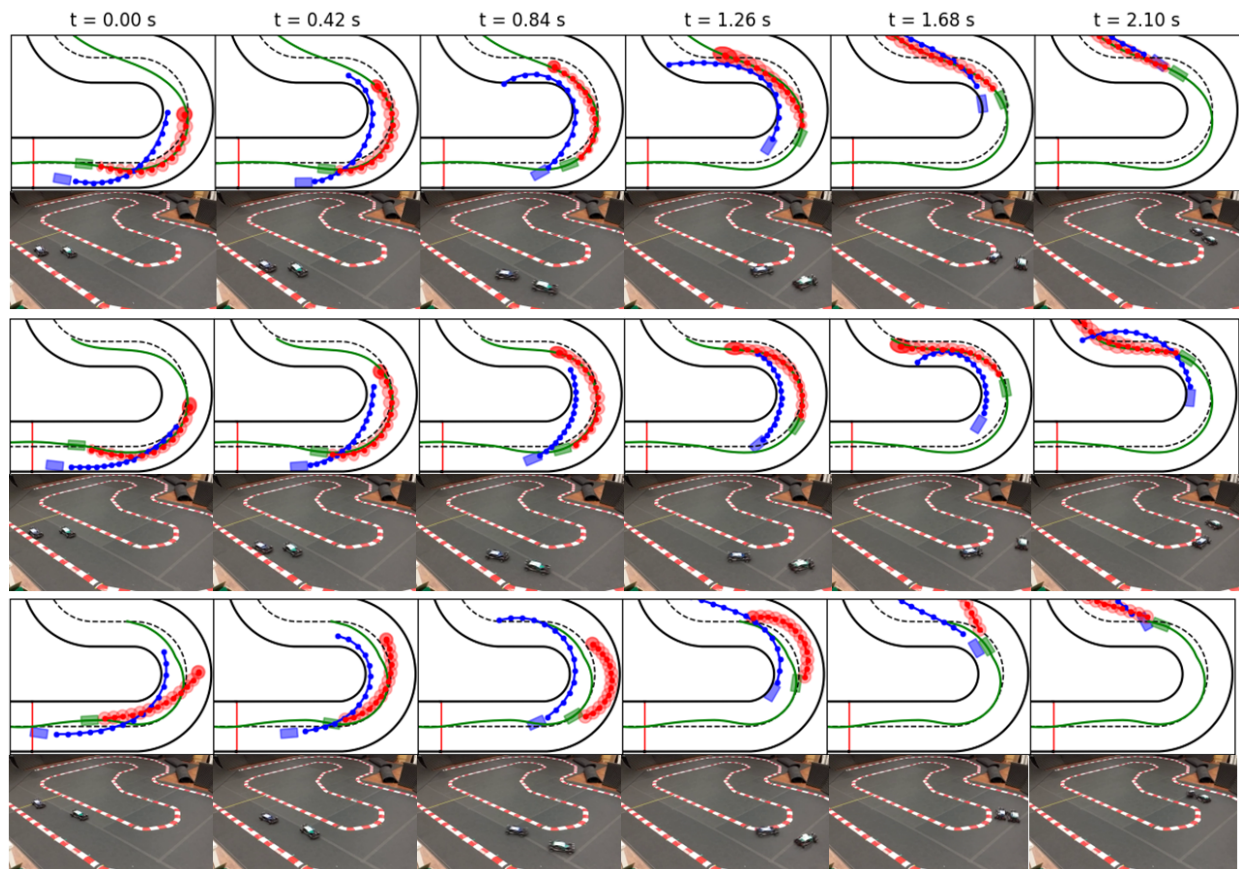 t = 0.00 s t = 0.42 s t = 0.84 s t = 1.26 s t = 1.68 s t = 2.10 s